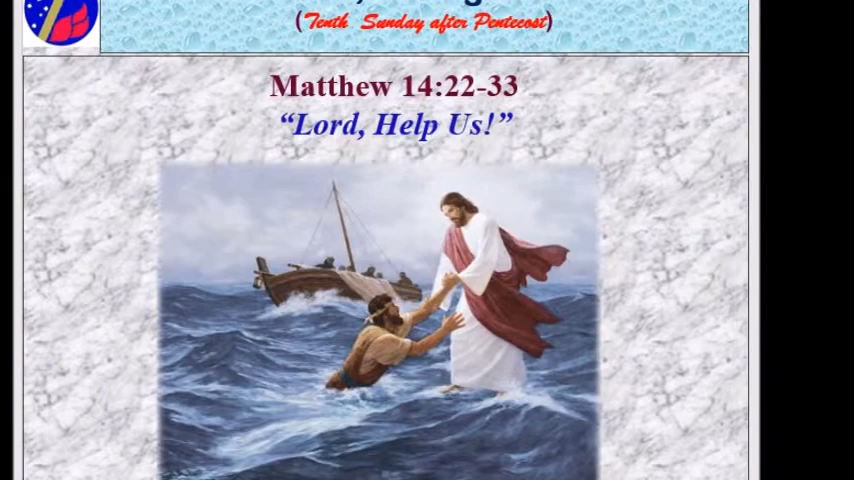 (Tenth Sunday after Pentecost)
Matthew 14:22-33
“Lord, Help Us!”